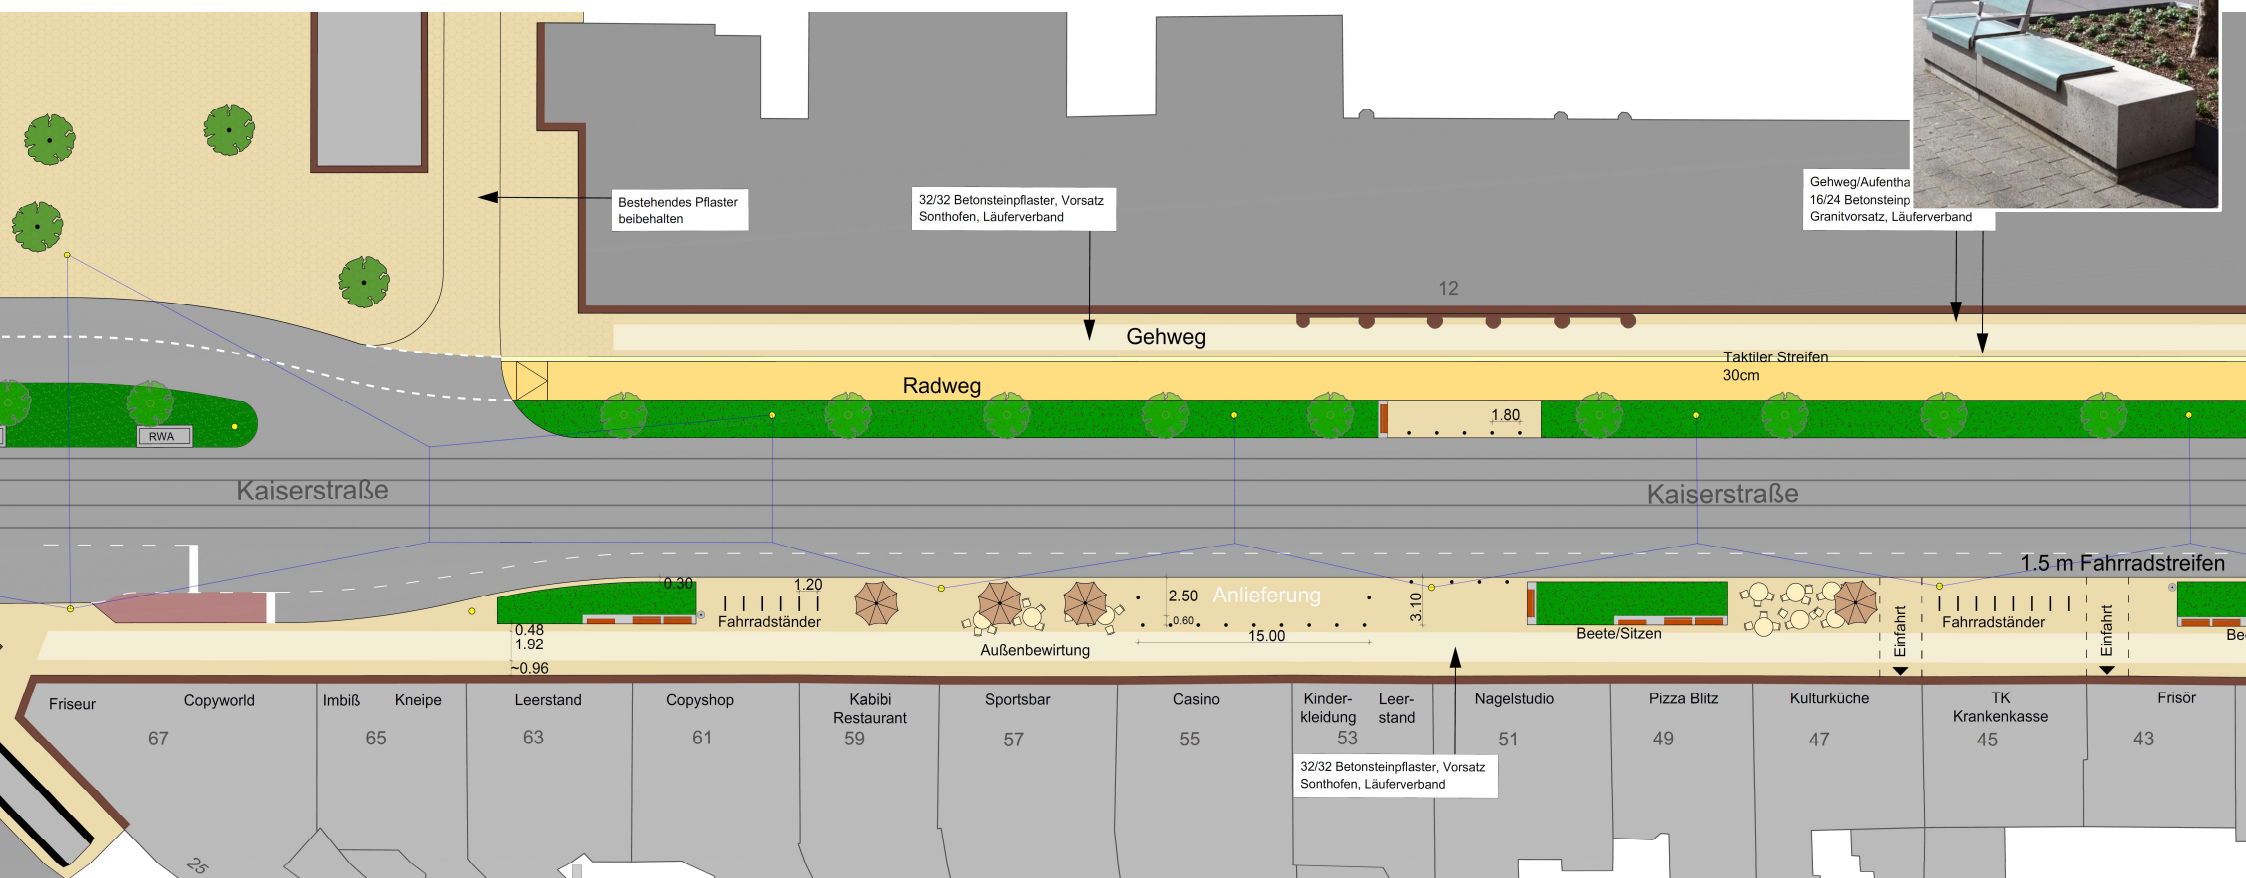 Bestehendes Pflaster
beibehalten
32/32 Betonsteinpflaster, Vorsatz
Sonthofen, Läuferverband
Gehweg/Aufentha
16/24 Betonsteinp
Granitvorsatz, Läuferverband
12
Gehweg
Taktiler Streifen
30cm
Radweg
1.80
RWA
Kaiserstraße
Kaiserstraße
1.5 m Fahrradstreifen
0.30
1.20
2.50
Anlieferung
3.10
0.60
Fahrradständer
Fahrradständer
Einfahrt
Einfahrt
0.48
1.92
~0.96
15.00
Außenbewirtung
Beete/Sitzen
Be
Friseur
Copyworld
Imbiß
Kneipe
Leerstand
Copyshop
Kabibi
Restaurant
Sportsbar
Casino
Kinder-
kleidung
Leer-
stand
Nagelstudio
Pizza Blitz
Kulturküche
TK
Krankenkasse
Frisör
67
65
63
61
59
57
55
53
51
49
47
45
43
32/32 Betonsteinpflaster, Vorsatz
Sonthofen, Läuferverband
25